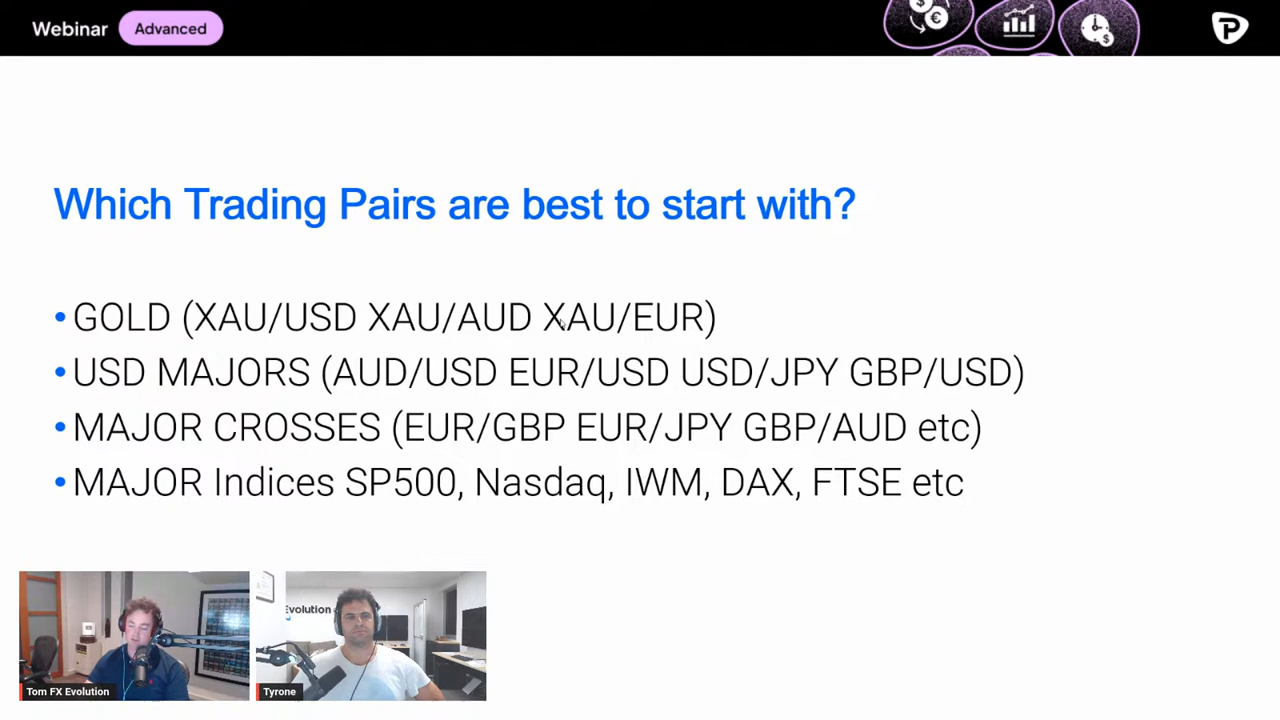 Webinar Advanced
Which Trading Pairs are best to start with?
•GOLD (XAU/USD XAU/AUD XAU/EUR)
•USD MAJORS (AUD/USD EUR/USD USD/JPY GBP/USD)
•MAJOR CROSSES (EUR/GBP EUR/JPY GBP/AUD etc)
•MAJOR Indices SP500, Nasdaq, IWM, DAX, FTSE etc
Evolution
Tom FX Evolution
Tyrone